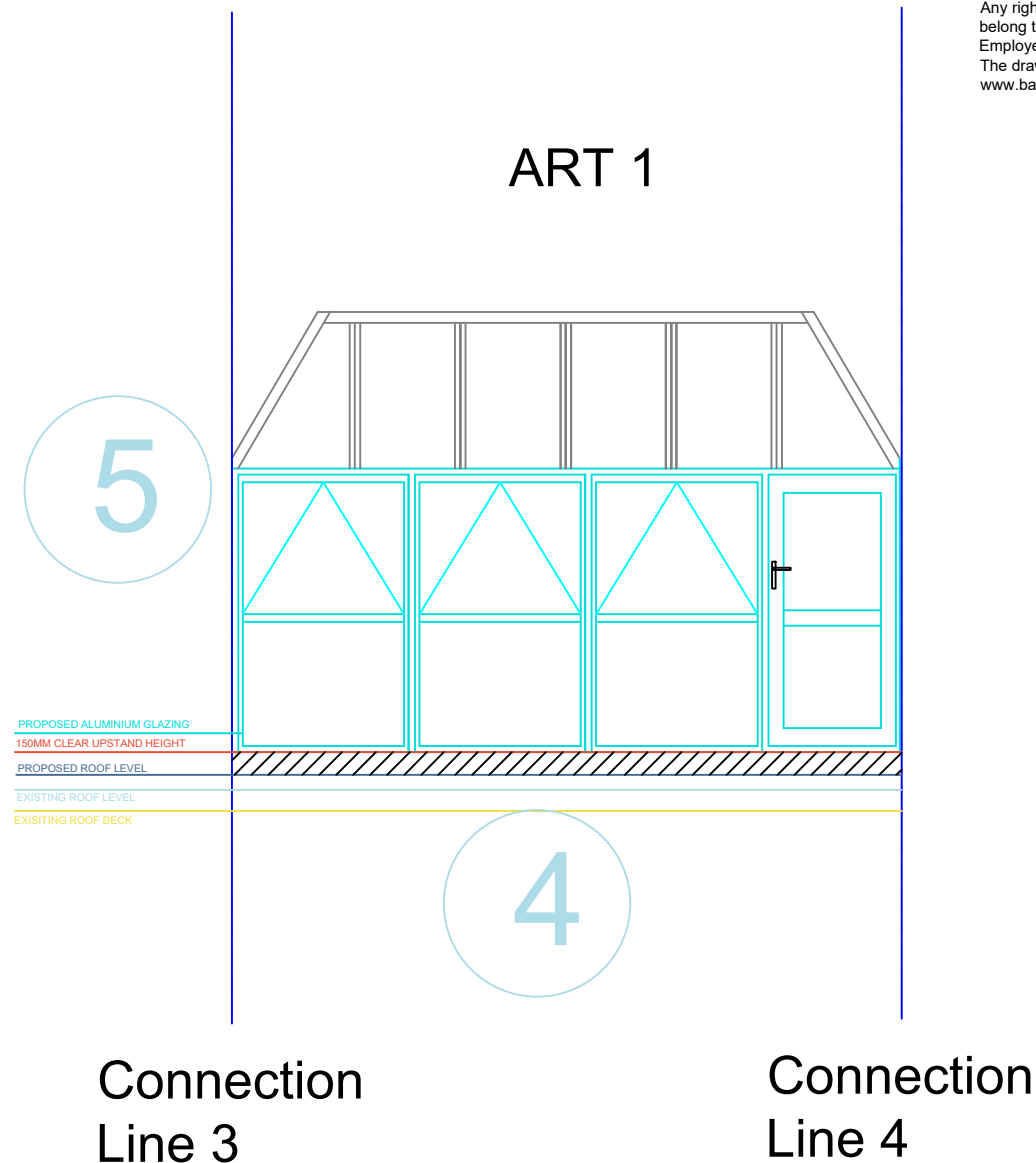 Any righ
belong t
Employe
The dra
www.ba
ART 1
5
PROPOSED ALUMINIUM GLAZING
150MM CLEAR UPSTAND HEIGHT
PROPOSED ROOF LEVEL
EXISTING ROOF LEVEL
EXISITING ROOF DECK
4
Connection
Line 3
Connection
Line 4